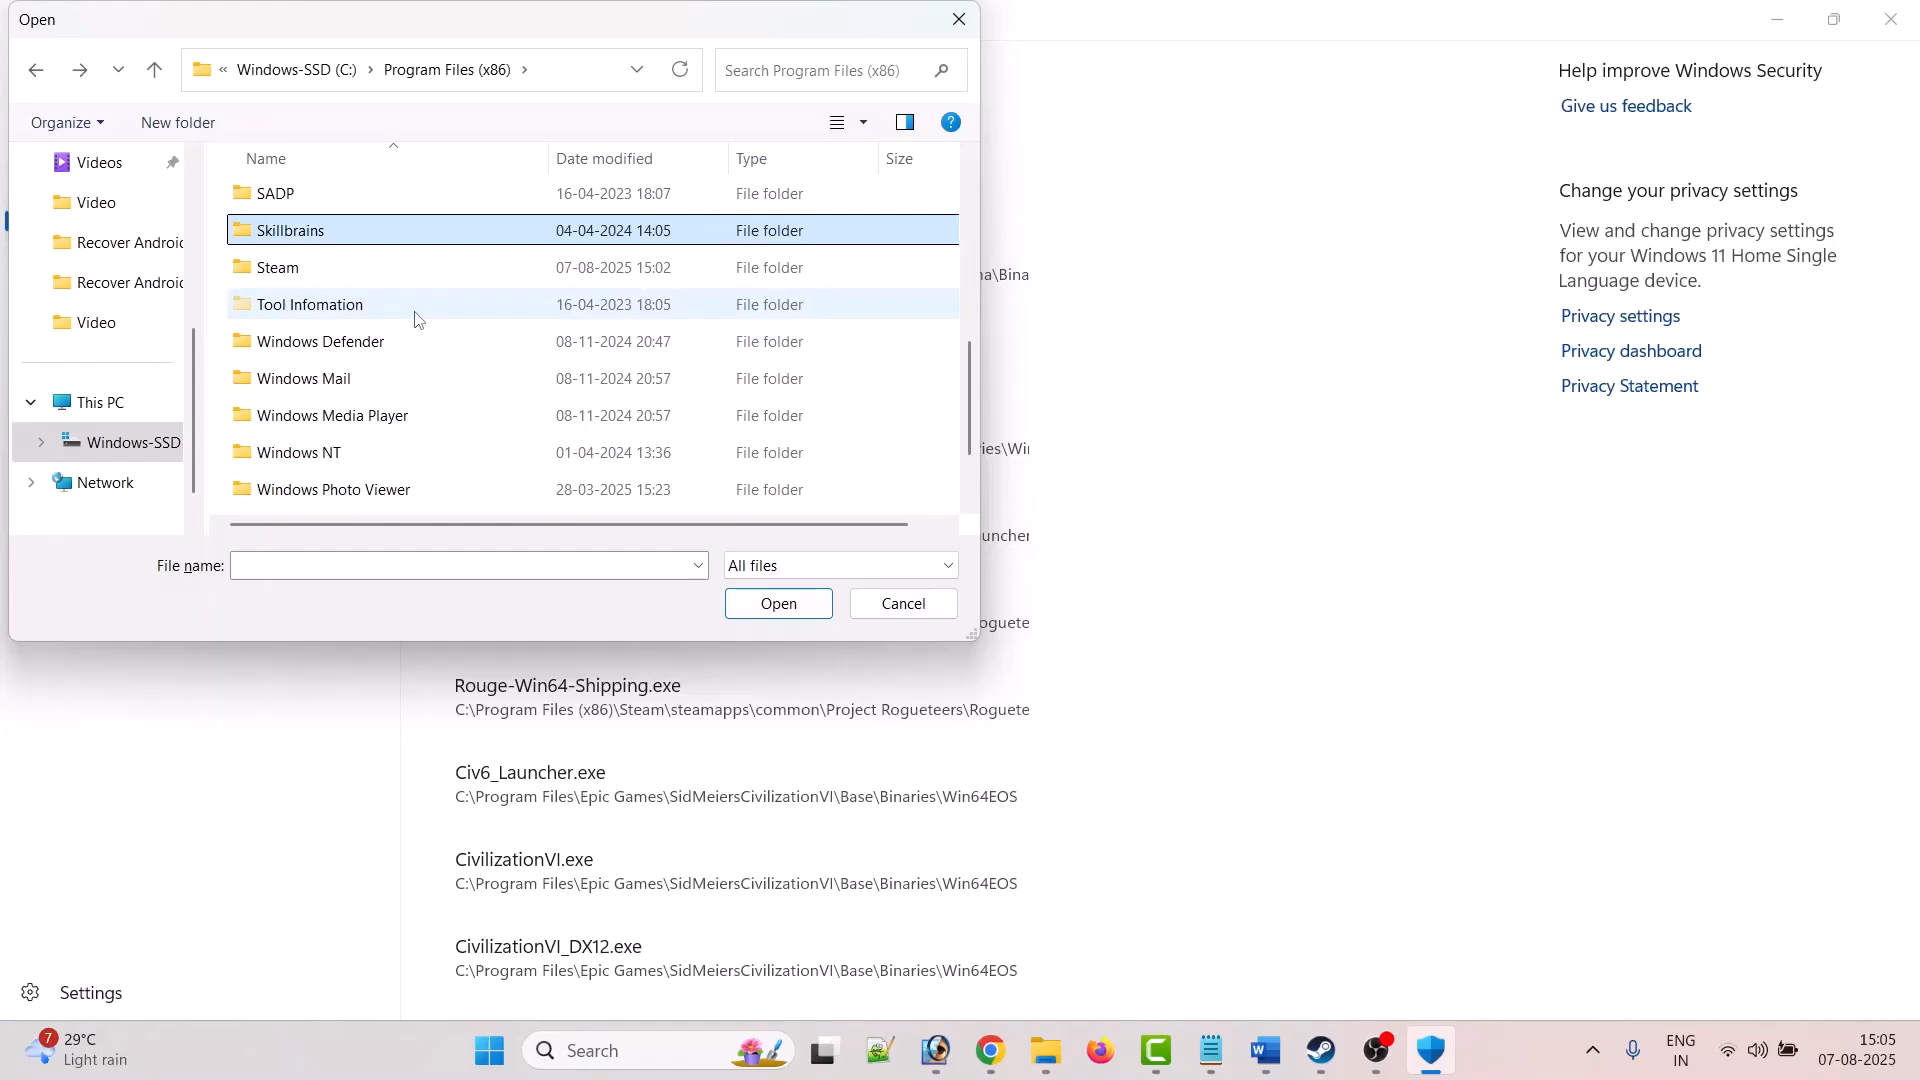 Open
« Windows-SSD (C:) > Program Files (x86) >
Search Program Files (x86)
Organize
New folder
Name
Date modified
Type
Size
Videos
Video
Recover Androic
Recover Androic
Video
This PC
Windows-SSD
Network
SADP 16-04-2023 18:07 File folder
Skillbrains 04-04-2024 14:05 File folder
Steam 07-08-2025 15:02 File folder
Tool Infomation 16-04-2023 18:05 File folder
Windows Defender 08-11-2024 20:47 File folder
Windows Mail 08-11-2024 20:57 File folder
Windows Media Player 08-11-2024 20:57 File folder
Windows NT 01-04-2024 13:36 File folder
Windows Photo Viewer 28-03-2025 15:23 File folder
File name:
All files
Open
Cancel
Help improve Windows Security
Give us feedback
Change your privacy settings
View and change privacy settings
for your Windows 11 Home Single
Language device.
Privacy settings
Privacy dashboard
Privacy Statement
na\Bina
ies\Wi
uncher
ogutee
Rouge-Win64-Shipping.exe
C:\Program Files (x86)\Steam\steamapps\common\Project Rogueteers\Roguete
Civ6_Launcher.exe
C:\Program Files\Epic Games\SidMeiersCivilizationVI\Base\Binaries\Win64EOS
CivilizationVI.exe
C:\Program Files\Epic Games\SidMeiersCivilizationVI\Base\Binaries\Win64EOS
CivilizationVI_DX12.exe
C:\Program Files\Epic Games\SidMeiersCivilizationVI\Base\Binaries\Win64EOS
Settings
7
29°C
Light rain
Search
ENG
IN
15:05
07-08-2025